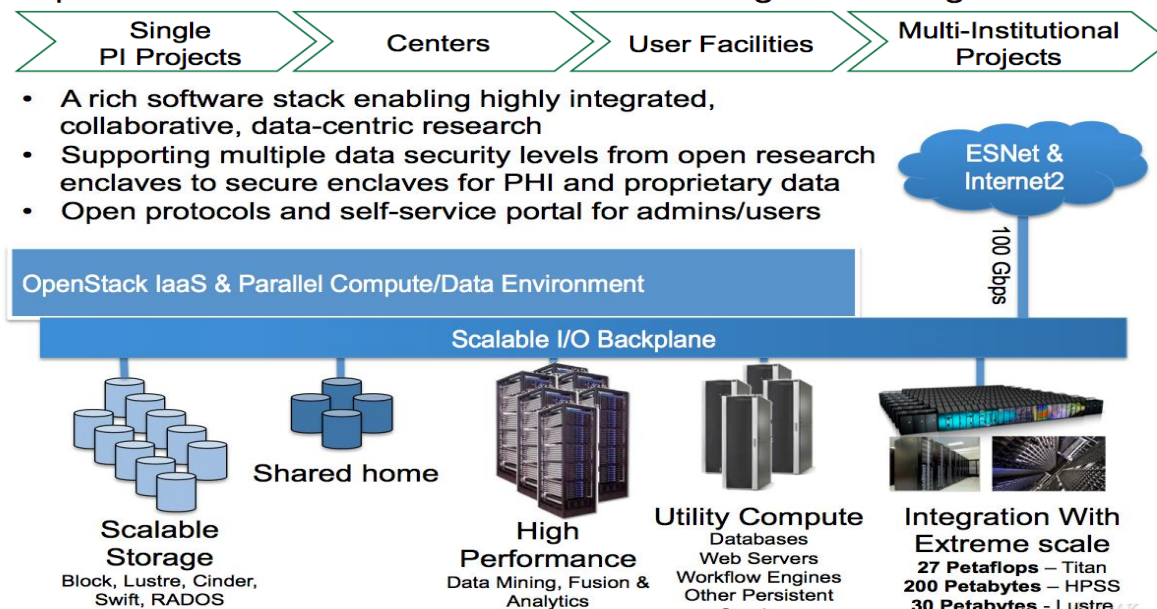 Single
PI Projects
Centers
User Facilities
Multi-Institutional
Projects
• A rich software stack enabling highly integrated,
collaborative, data-centric research
• Supporting multiple data security levels from open research
enclaves to secure enclaves for PHI and proprietary data
• Open protocols and self-service portal for admins/users
ESNet &
Internet2
100 Gbps
OpenStack IaaS & Parallel Compute/Data Environment
Scalable I/O Backplane
Scalable
Storage
Block, Lustre, Cinder,
Swift, RADOS
Shared home
High
Performance
Data Mining, Fusion &
Analytics
Utility Compute
Databases
Web Servers
Workflow Engines
Other Persistent
Integration With
Extreme scale
27 Petaflops – Titan
200 Petabytes – HPSS
30 Petabytes - Lustre